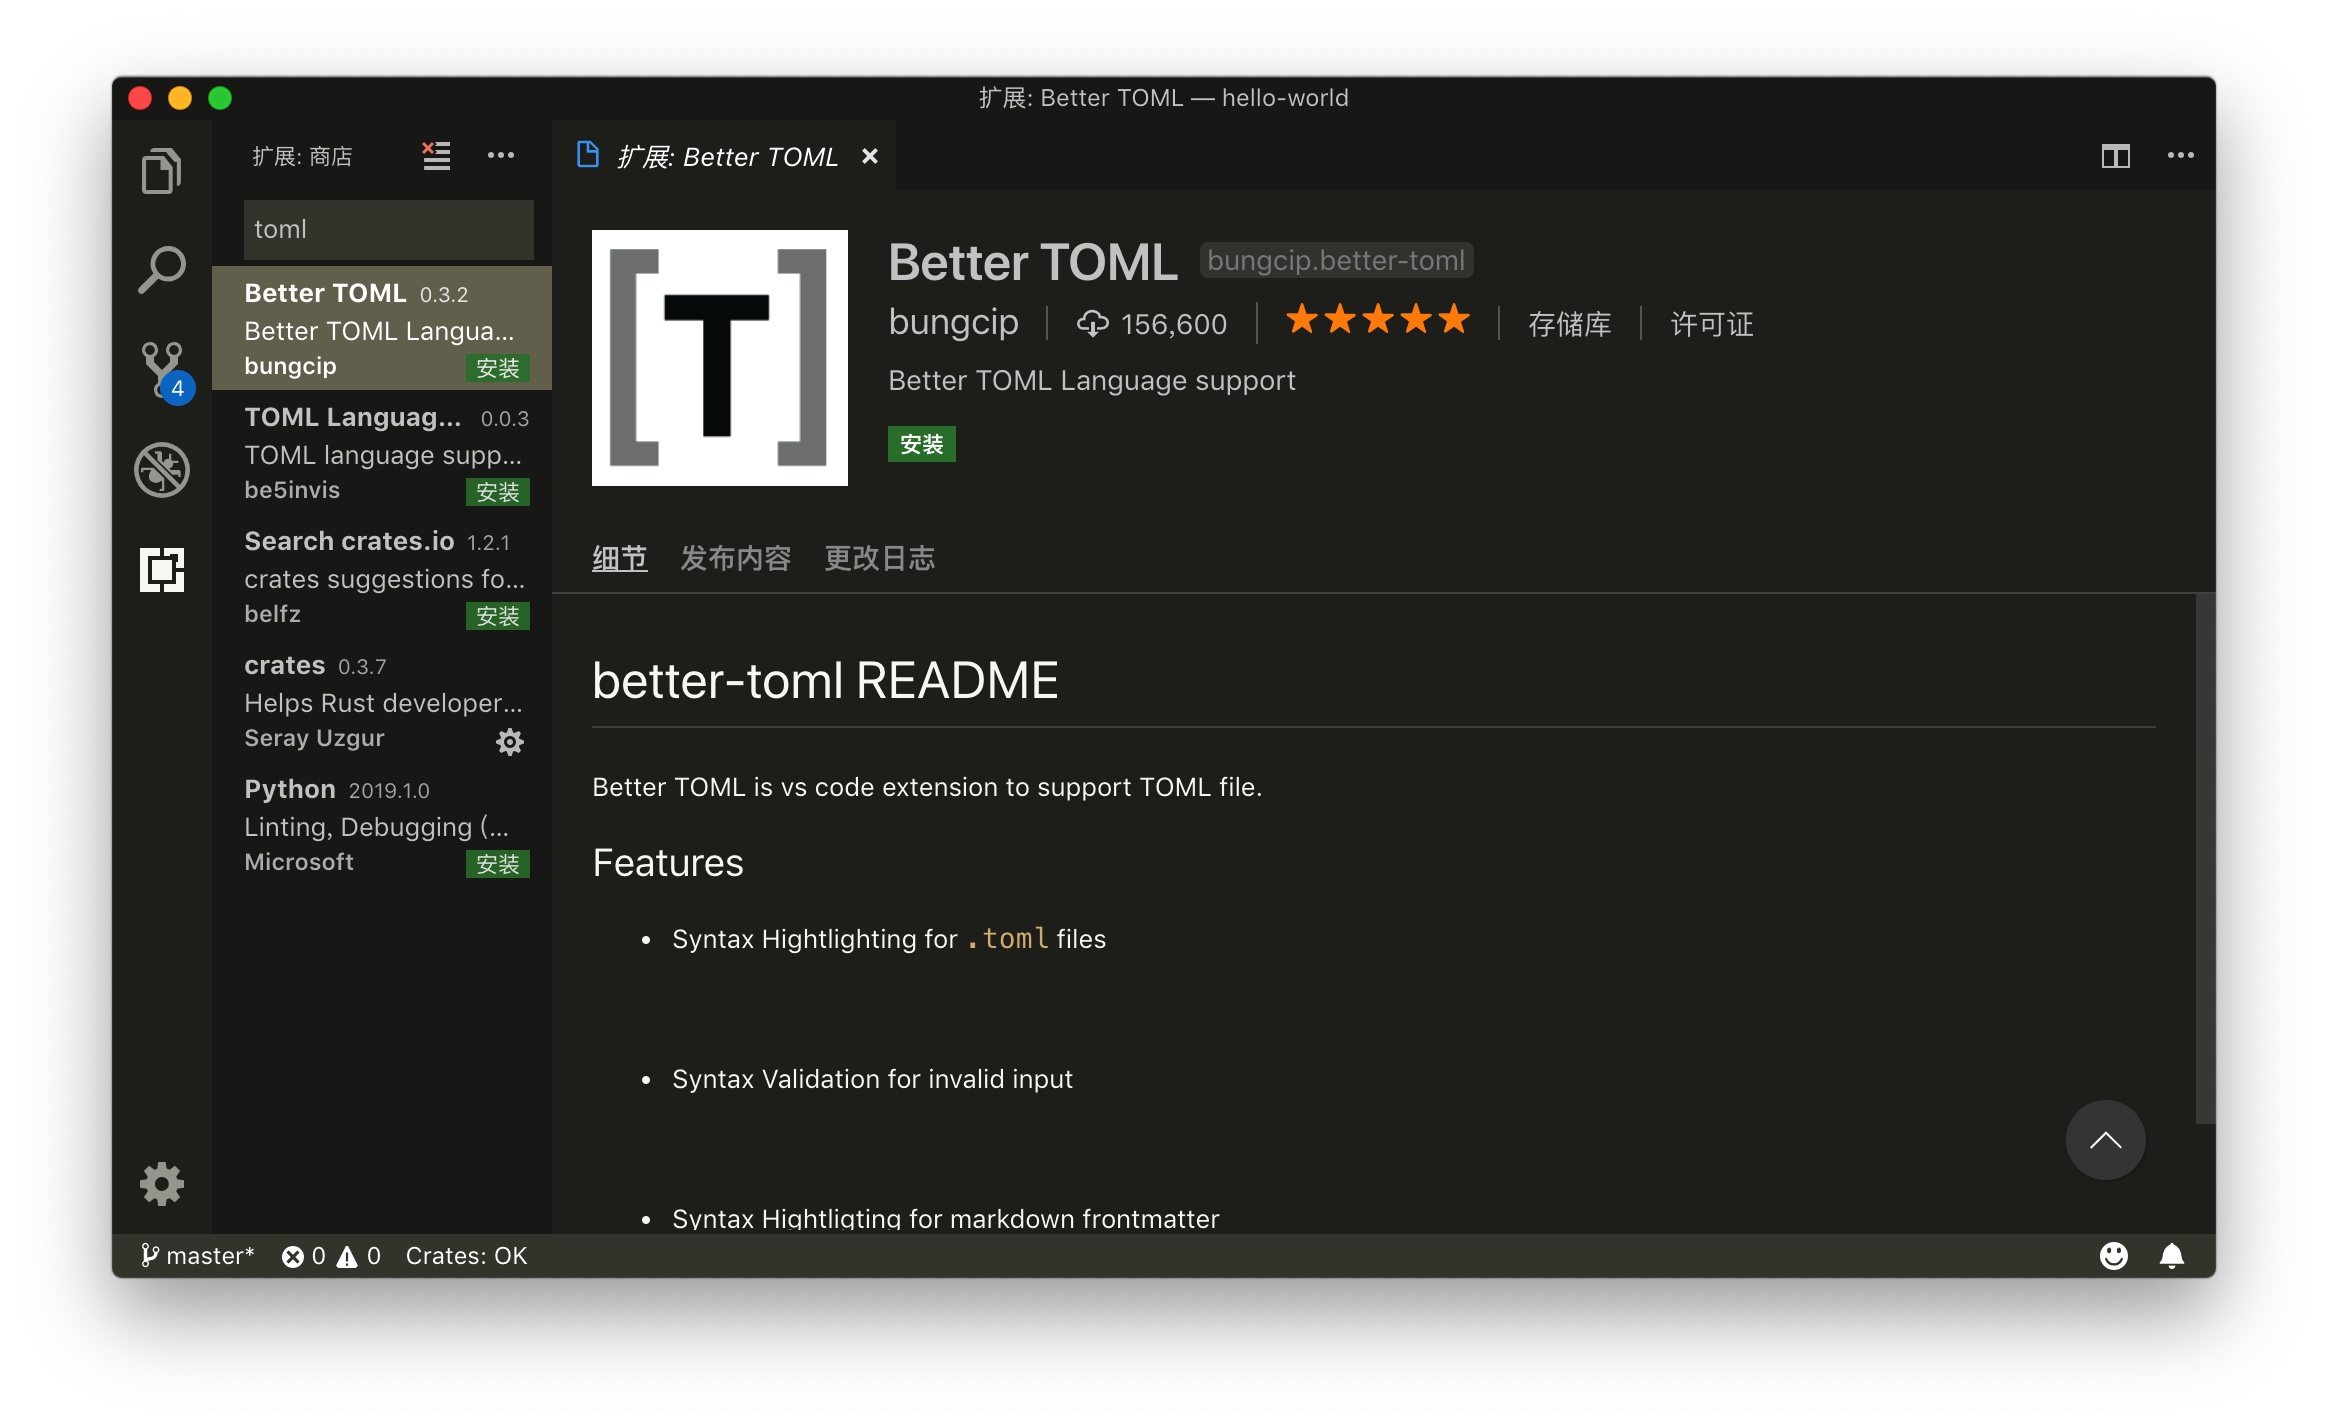 扩展: Better TOML — hello-world
扩展: 商店
toml
Better TOML 0.3.2
Better TOML Langua...
bungcip 安装
TOML Languag... 0.0.3
TOML language supp...
be5invis 安装
Search crates.io 1.2.1
crates suggestions fo...
belfz 安装
crates 0.3.7
Helps Rust developer...
Seray Uzgur
Python 2019.1.0
Linting, Debugging (...
Microsoft 安装
4
扩展: Better TOML
T
Better TOML bungcip.better-toml
bungcip 156,600 存储库 许可证
Better TOML Language support
安装
细节 发布内容 更改日志
better-toml README
Better TOML is vs code extension to support TOML file.
Features
• Syntax Hightlighting for .toml files
• Syntax Validation for invalid input
• Syntax Hightligting for markdown frontmatter
master* 0 0 Crates: OK